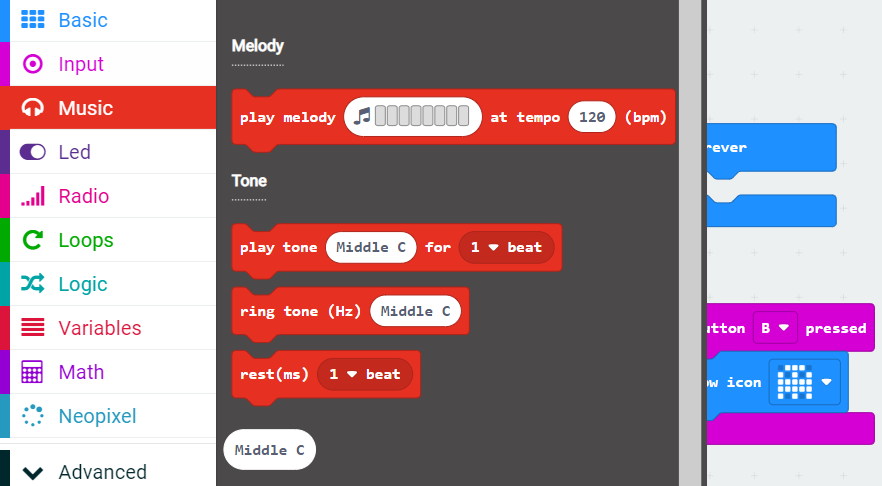 Basic
Input
Music
Led
Radio
Loops
Logic
Variables
Math
Neopixel
Advanced
Melody
play melody at tempo 120 (bpm)
Tone
play tone Middle C for 1 beat
ring tone (Hz) Middle C
rest(ms) 1 beat
Middle C
rever
utton B pressed
ow icon